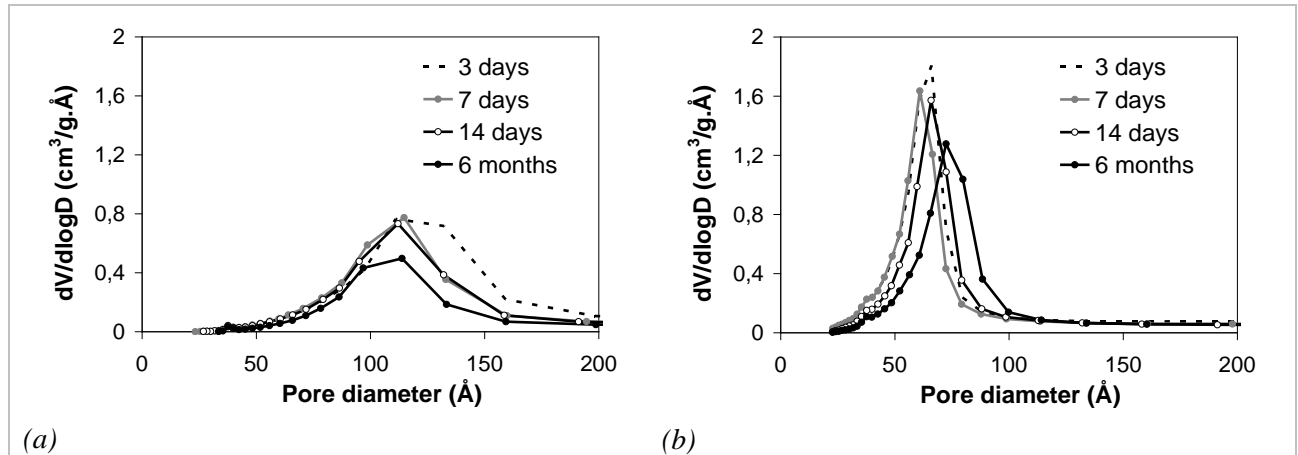 2
1,6
1,2
0,8
0,4
0
dV/dlogD (cm³/g.Å)
3 days
7 days
14 days
6 months
0 50 100 150 200
Pore diameter (Å)
(a)
2
1,6
1,2
0,8
0,4
0
dV/dlogD (cm³/g.Å)
3 days
7 days
14 days
6 months
0 50 100 150 200
Pore diameter (Å)
(b)